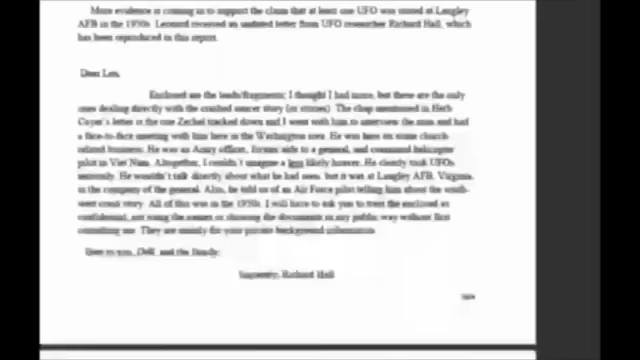 More evidence is coming in to support the claim that at least one UFO was stored at Langley
AFB in the 1950s. Leonard received an undated letter from UFO researcher Richard Hall, which
has been reproduced in this report.
Dear Len,
Enclosed are the leads/fragments; I thought I had more, but these are the only
ones dealing directly with the crashed saucer story (or stories). The chap mentioned in Herb
letter is the one Zechel tracked down and I went with him to interview the man and had
a face-to-face meeting with him here in the Washington area. He was here on some church-
related business. He was an Army officer, former aide to a general, and command helicopter
pilot in Viet Nam. Altogether, I couldn't imagine a less likely hoaxer. He clearly took UFOs
seriously. He wouldn't talk directly about what he had seen, but it was at Langley AFB, Virginia
in the company of the general. Also, he told us of an Air Force pilot telling him about the south-
west crash story. All of this was in the 1950s. I will have to ask you to treat the enclosed as
confidential, not using the names or showing the documents in any public way without first
consulting me. They are mainly for your private background information.
Best to you, Dell, and the family.
Sincerely, Richard Hall